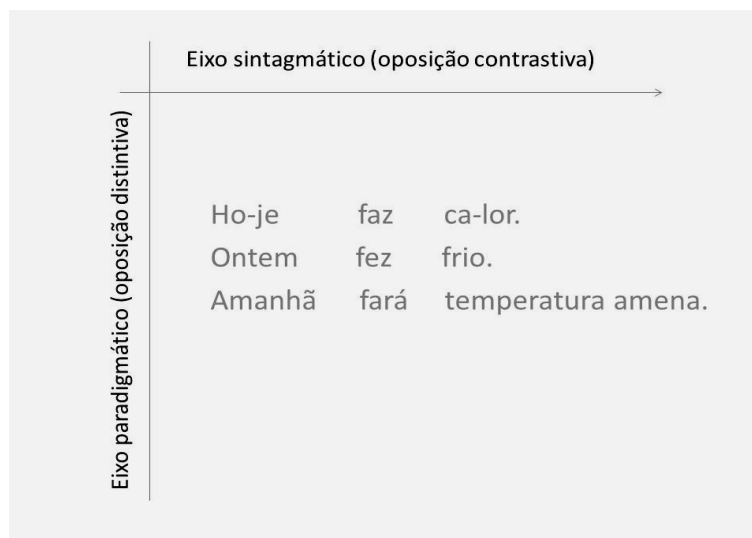 Eixo sintagmático (oposição contrastiva)
Eixo paradigmático (oposição distintiva)
Ho-je faz ca-lor.
Ontem fez frio.
Amanhã fará temperatura amena.